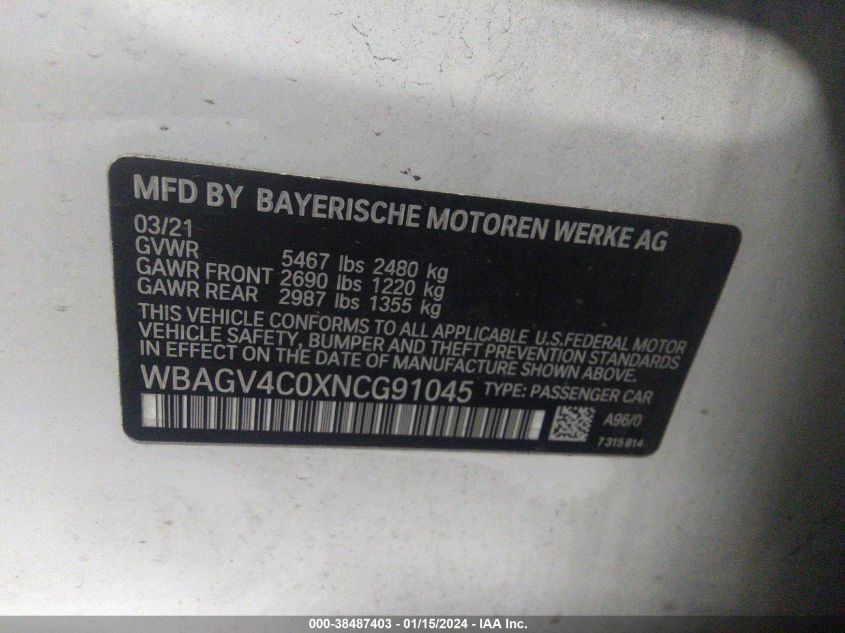 MFD BY BAYERISCHE MOTOREN WERKE AG
03/21
GVWR 5467 lbs 2480 kg
GAWR FRONT 2690 lbs 1220 kg
GAWR REAR 2987 lbs 1355 kg
THIS VEHICLE CONFORMS TO ALL APPLICABLE U.S.FEDERAL MOTOR
VEHICLE SAFETY, BUMPER AND THEFT PREVENTION STANDARDS
IN EFFECT ON THE DATE OF MANUFACTURE SHOWN ABOVE.
WBAGV4C0XNCG91045 TYPE: PASSENGER CAR
A96/0
7315814
000-38487403 - 01/15/2024 - IAA Inc.